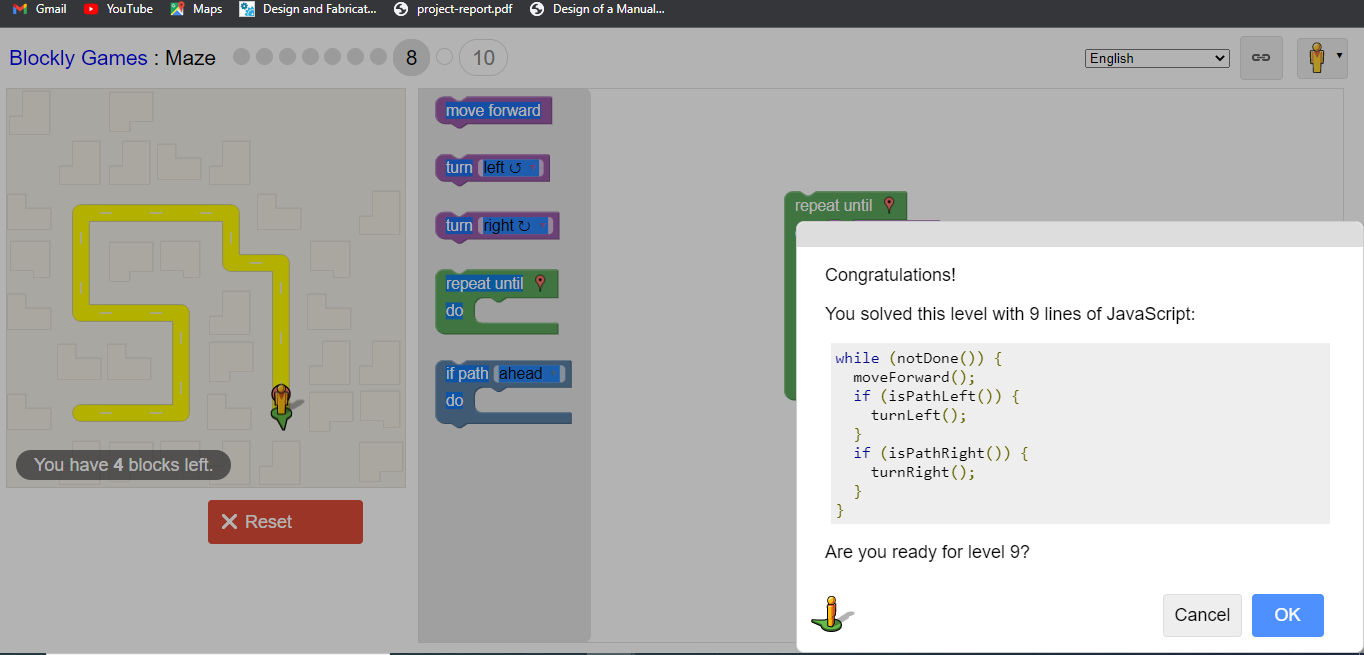 Gmail YouTube Maps Design and Fabricat... project-report.pdf Design of a Manual...
Blockly Games : Maze 8 10 English
move forward
turn left ↺
turn right ↻
repeat until
do
if path ahead
do
repeat until
You have 4 blocks left.
Reset
Congratulations!
You solved this level with 9 lines of JavaScript:
while (notDone()) {
moveForward();
if (isPathLeft()) {
turnLeft();
}
if (isPathRight()) {
turnRight();
}
}
Are you ready for level 9?
Cancel OK